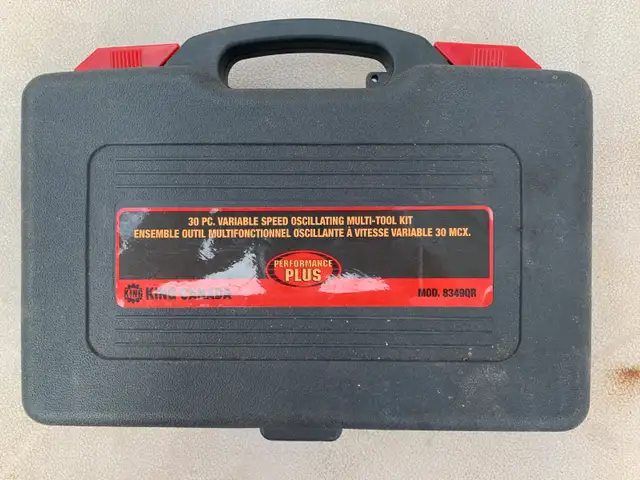 30 PC. VARIABLE SPEED OSCILLATING MULTI-TOOL KIT
ENSEMBLE OUTIL MULTIFONCTIONNEL OSCILLANTE À VITESSE VARIABLE 30 MCX.
PERFORMANCE
PLUS
KING KING CANADA MOD. 8349QR